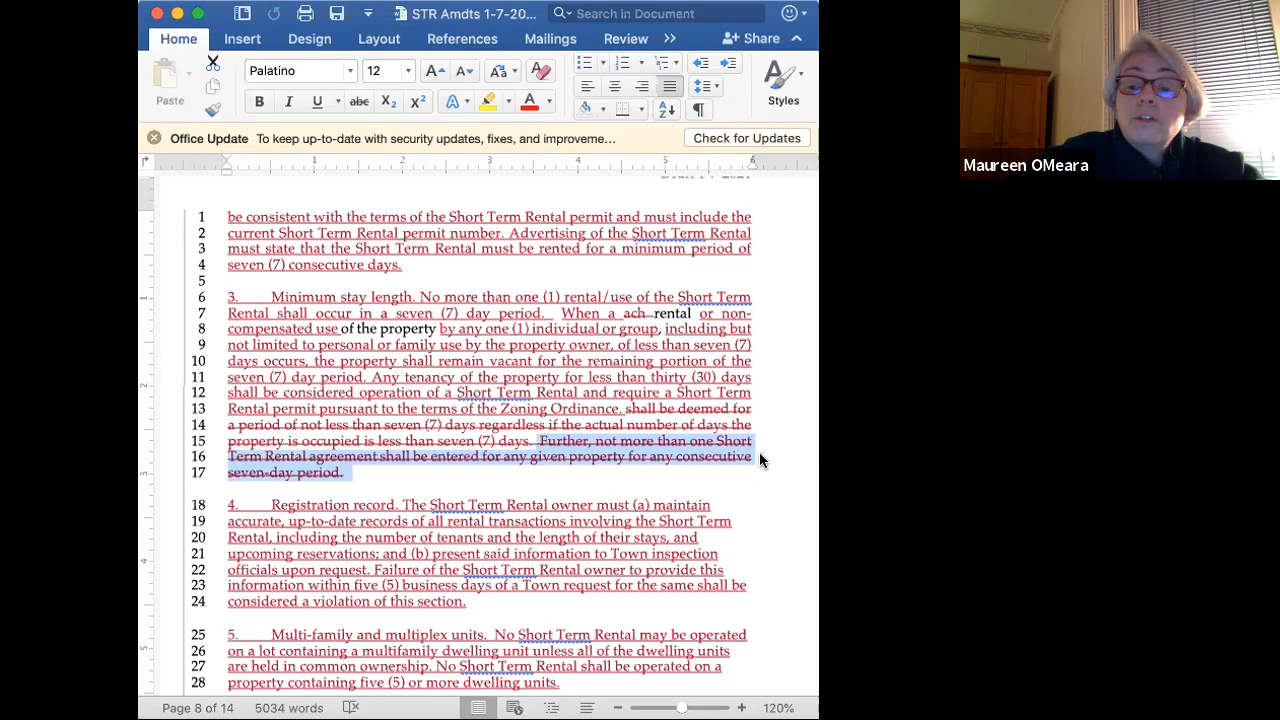 STR Amdts 1-7-20...
Search in Document
Home Insert Design Layout References Mailings Review >> Share
Paste
Palatino 12
B I U abc X₂ X²
Styles
Office Update To keep up-to-date with security updates, fixes, and improveme... Check for Updates
1 2 3 4 5 6
1 be consistent with the terms of the Short Term Rental permit and must include the
2 current Short Term Rental permit number. Advertising of the Short Term Rental
3 must state that the Short Term Rental must be rented for a minimum period of
4 seven (7) consecutive days.
5
6 3. Minimum stay length. No more than one (1) rental/use of the Short Term
7 Rental shall occur in a seven (7) day period. When a ach rental or non-
8 compensated use of the property by any one (1) individual or group, including but
9 not limited to personal or family use by the property owner, of less than seven (7)
10 days occurs, the property shall remain vacant for the remaining portion of the
11 seven (7) day period. Any tenancy of the property for less than thirty (30) days
12 shall be considered operation of a Short Term Rental and require a Short Term
13 Rental permit pursuant to the terms of the Zoning Ordinance. shall be deemed for
14 a period of not less than seven (7) days regardless if the actual number of days the
15 property is occupied is less than seven (7) days. Further, not more than one Short
16 Term Rental agreement shall be entered for any given property for any consecutive
17 seven-day period.
18 4. Registration record. The Short Term Rental owner must (a) maintain
19 accurate, up-to-date records of all rental transactions involving the Short Term
20 Rental, including the number of tenants and the length of their stays, and
21 upcoming reservations; and (b) present said information to Town inspection
22 officials upon request. Failure of the Short Term Rental owner to provide this
23 information within five (5) business days of a Town request for the same shall be
24 considered a violation of this section.
25 5. Multi-family and multiplex units. No Short Term Rental may be operated
26 on a lot containing a multifamily dwelling unit unless all of the dwelling units
27 are held in common ownership. No Short Term Rental shall be operated on a
28 property containing five (5) or more dwelling units.
Page 8 of 14 5034 words 120%
Maureen OMeara